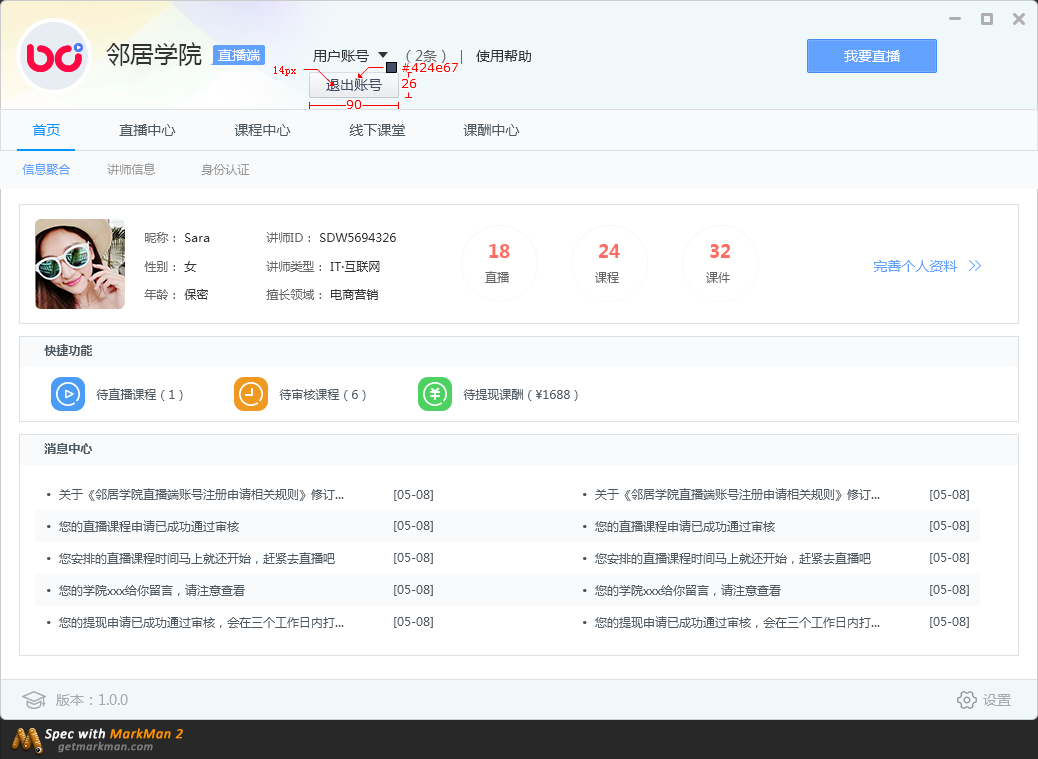 邻居学院 直播端 用户账号 （2条） | 使用帮助 我要直播
14px #424e67
退出账号 26
90
首页 直播中心 课程中心 线下课堂 课酬中心
信息聚合 讲师信息 身份认证
昵称： Sara 讲师ID： SDW5694326
性别： 女 讲师类型： IT·互联网
年龄： 保密 擅长领域： 电商营销
18 24 32
直播 课程 课件
完善个人资料
快捷功能
待直播课程（1） 待审核课程（6） 待提现课酬（¥1688）
消息中心
• 关于《邻居学院直播端账号注册申请相关规则》修订... [05-08] • 关于《邻居学院直播端账号注册申请相关规则》修订... [05-08]
• 您的直播课程申请已成功通过审核 [05-08] • 您的直播课程申请已成功通过审核 [05-08]
• 您安排的直播课程时间马上就还开始，赶紧去直播吧 [05-08] • 您安排的直播课程时间马上就还开始，赶紧去直播吧 [05-08]
• 您的学院xxx给你留言，请注意查看 [05-08] • 您的学院xxx给你留言，请注意查看 [05-08]
• 您的提现申请已成功通过审核，会在三个工作日内打... [05-08] • 您的提现申请已成功通过审核，会在三个工作日内打... [05-08]
版本：1.0.0 设置
Spec with MarkMan 2
getmarkman.com